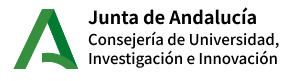 Junta de Andalucía
Consejería de Universidad,
Investigación e Innovación